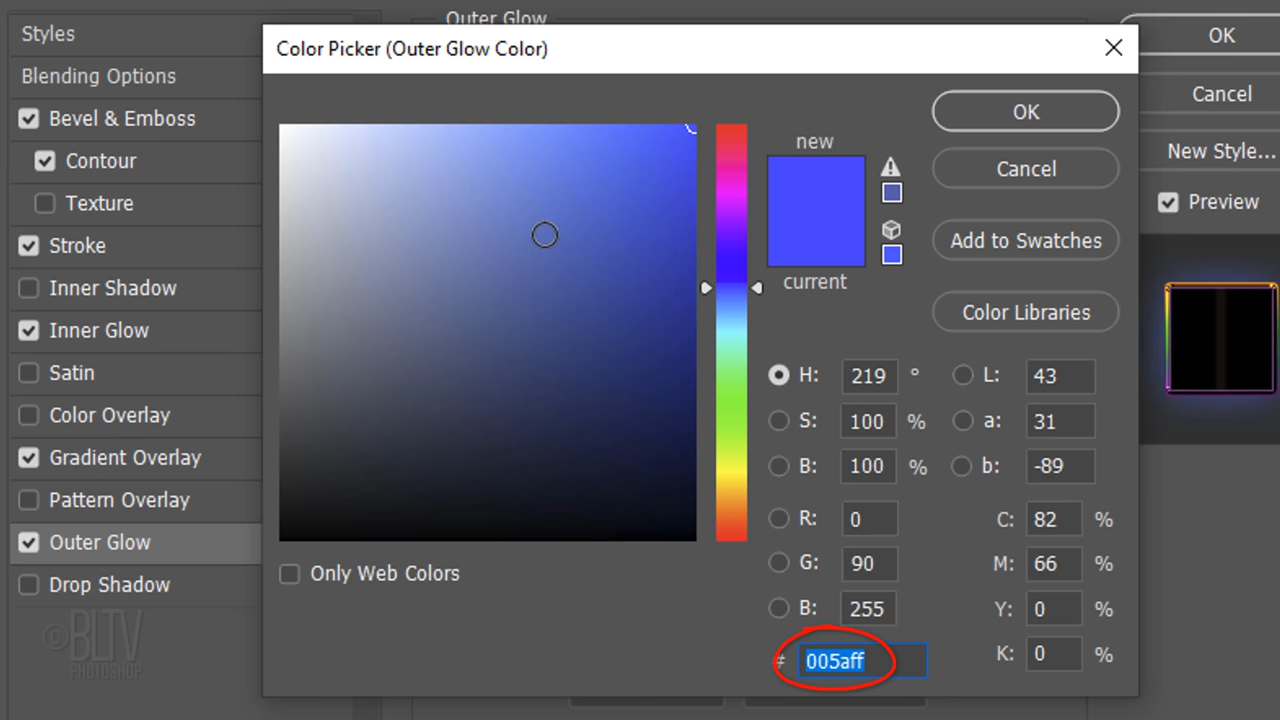 Outer Glow
Styles
Blending Options
Bevel & Emboss
Contour
Texture
Stroke
Inner Shadow
Inner Glow
Satin
Color Overlay
Gradient Overlay
Pattern Overlay
Outer Glow
Drop Shadow
©BLTV
PHOTOSHOP
Color Picker (Outer Glow Color)
new
current
Only Web Colors
OK
Cancel
Add to Swatches
Color Libraries
H: 219 °
S: 100 %
B: 100 %
R: 0
G: 90
B: 255
# 005aff
L: 43
a: 31
b: -89
C: 82 %
M: 66 %
Y: 0 %
K: 0 %
OK
Cancel
New Style...
Preview